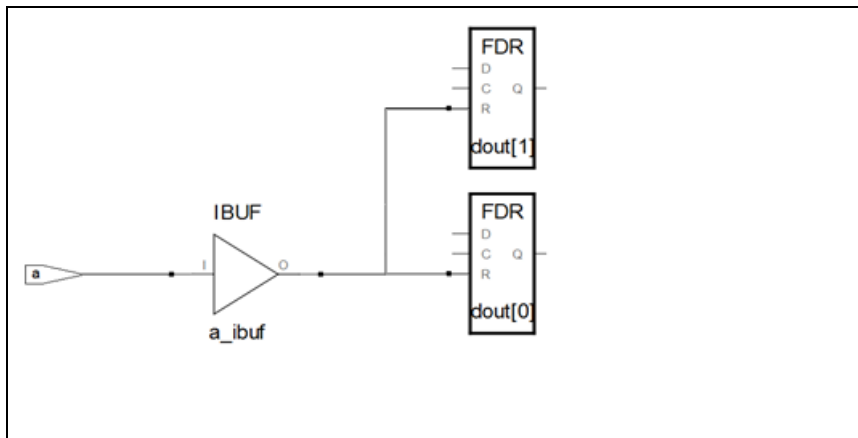 FDR
D
C Q
R
dout[1]
IBUF
FDR
D
a
I
O
C Q
R
a_ibuf
dout[0]